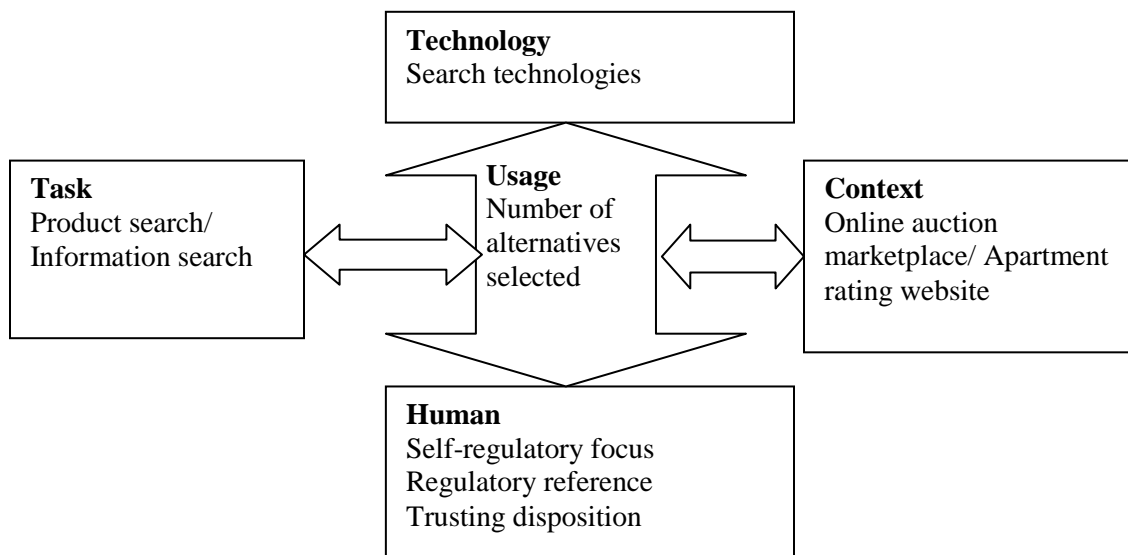 Technology
Search technologies
Task
Product search/
Information search
Usage
Number of
alternatives
selected
Context
Online auction
marketplace/ Apartment
rating website
Human
Self-regulatory focus
Regulatory reference
Trusting disposition